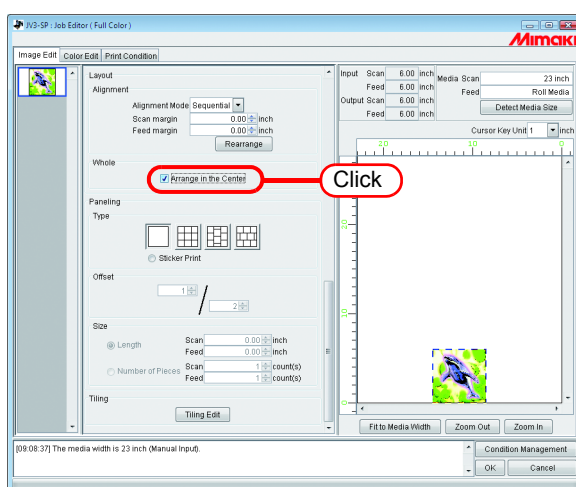 JV3-SP : Job Editor ( Full Color )
Mimaki
Image Edit Color Edit Print Condition
Layout
Alignment
Alignment Mode Sequential
Scan margin 0.00 inch
Feed margin 0.00 inch
Rearrange
Whole
Arrange in the Center
Click
Paneling
Type
Sticker Print
Offset
1 / 2
Size
Length
Scan 0.00 inch
Feed 0.00 inch
Number of Pieces
Scan 1 count(s)
Feed 1 count(s)
Tiling
Tiling Edit
Input Scan 6.00 inch
Feed 6.00 inch
Output Scan 6.00 inch
Feed 6.00 inch
Media Scan 23 inch
Feed Roll Media
Detect Media Size
Cursor Key Unit 1 inch
20 10 0
20
10
0
Fit to Media Width Zoom Out Zoom In
[09:08:37] The media width is 23 inch (Manual Input).
Condition Management
OK Cancel